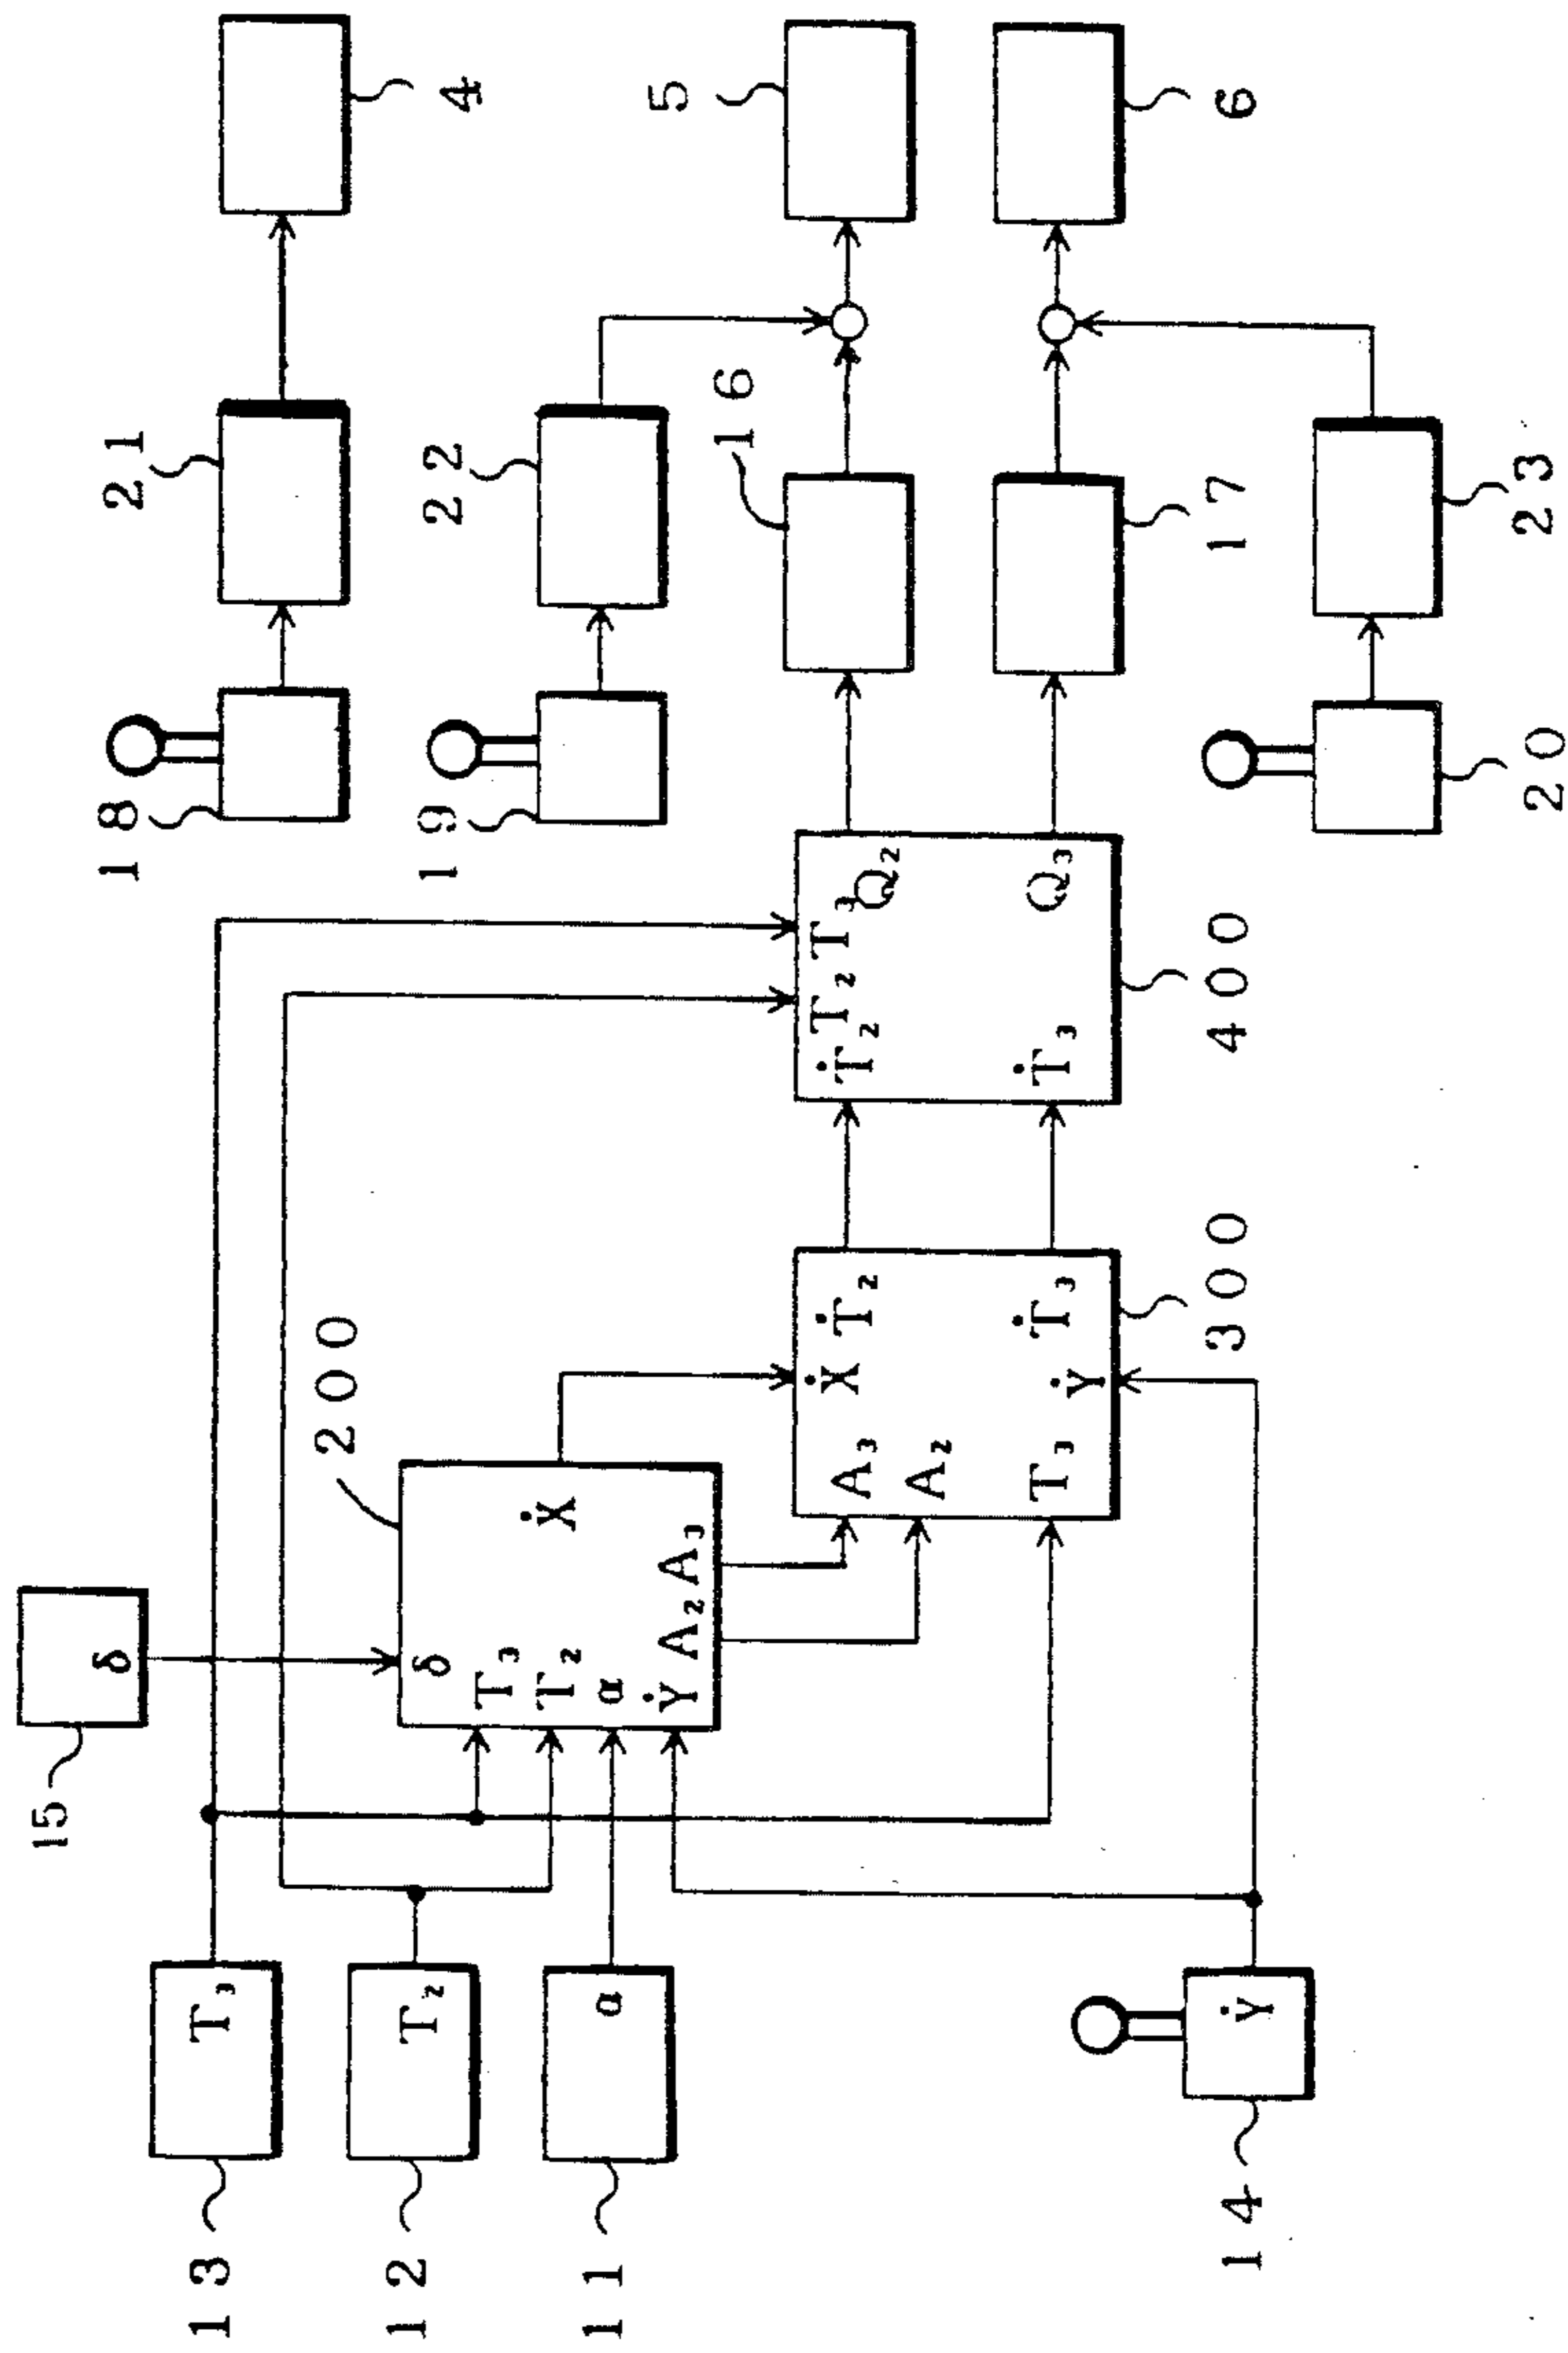 15
δ
13
T₃
12
T₂
11
α
14
Ẏ
200
δ
T₃
T₂
α
Ẏ
A₂
A₃
Ẋ
300
A₃
A₂
T₃
Ẋ
Ẏ
Ṫ₂
Ṫ₃
400
Ṫ₂
T₂
T₃
Ṫ₃
Q₂
Q₃
18
21
4
19
22
16
5
17
6
20
23